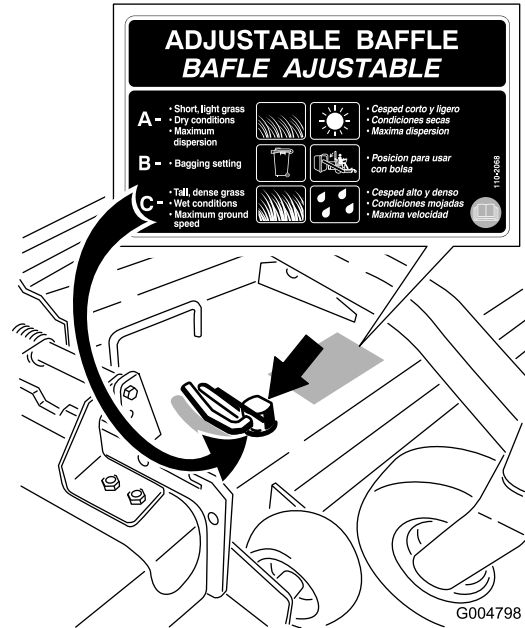 ADJUSTABLE BAFFLE
BAFLE AJUSTABLE
A - • Short, light grass
• Dry conditions
• Maximum
dispersion
• Cesped corto y ligero
• Condiciones secas
• Maxima dispersion
B - • Bagging setting
• Posicion para usar
con bolsa
C - • Tall, dense grass
• Wet conditions
• Maximum ground
speed
• Cesped alto y denso
• Condiciones mojadas
• Maxima velocidad
110-2068
G004798